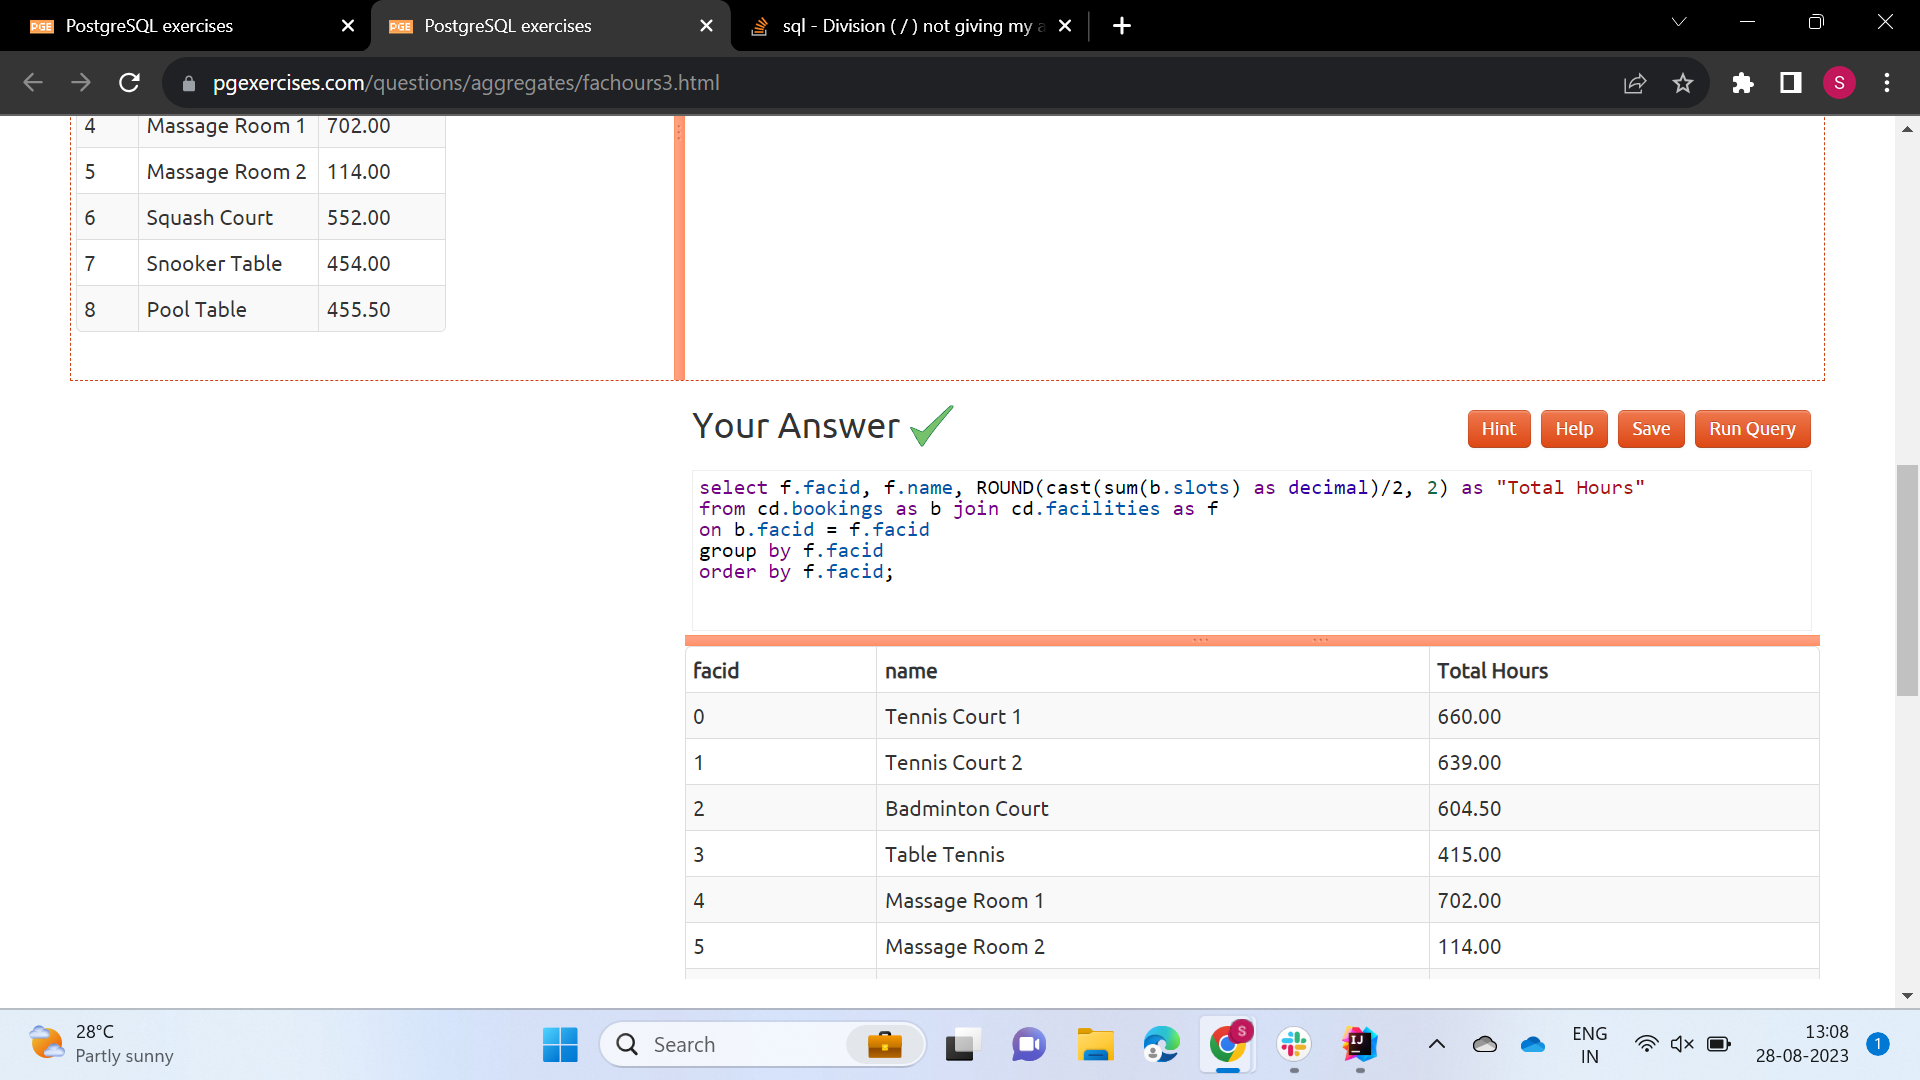 PGE PostgreSQL exercises
PGE PostgreSQL exercises
sql - Division ( / ) not giving my a
pgexercises.com/questions/aggregates/fachours3.html
S
4 Massage Room 1 702.00
5 Massage Room 2 114.00
6 Squash Court 552.00
7 Snooker Table 454.00
8 Pool Table 455.50
Your Answer
Hint Help Save Run Query
select f.facid, f.name, ROUND(cast(sum(b.slots) as decimal)/2, 2) as "Total Hours"
from cd.bookings as b join cd.facilities as f
on b.facid = f.facid
group by f.facid
order by f.facid;
facid name Total Hours
0 Tennis Court 1 660.00
1 Tennis Court 2 639.00
2 Badminton Court 604.50
3 Table Tennis 415.00
4 Massage Room 1 702.00
5 Massage Room 2 114.00
28°C
Partly sunny
Search
S
IJ
ENG
IN
13:08
28-08-2023
1